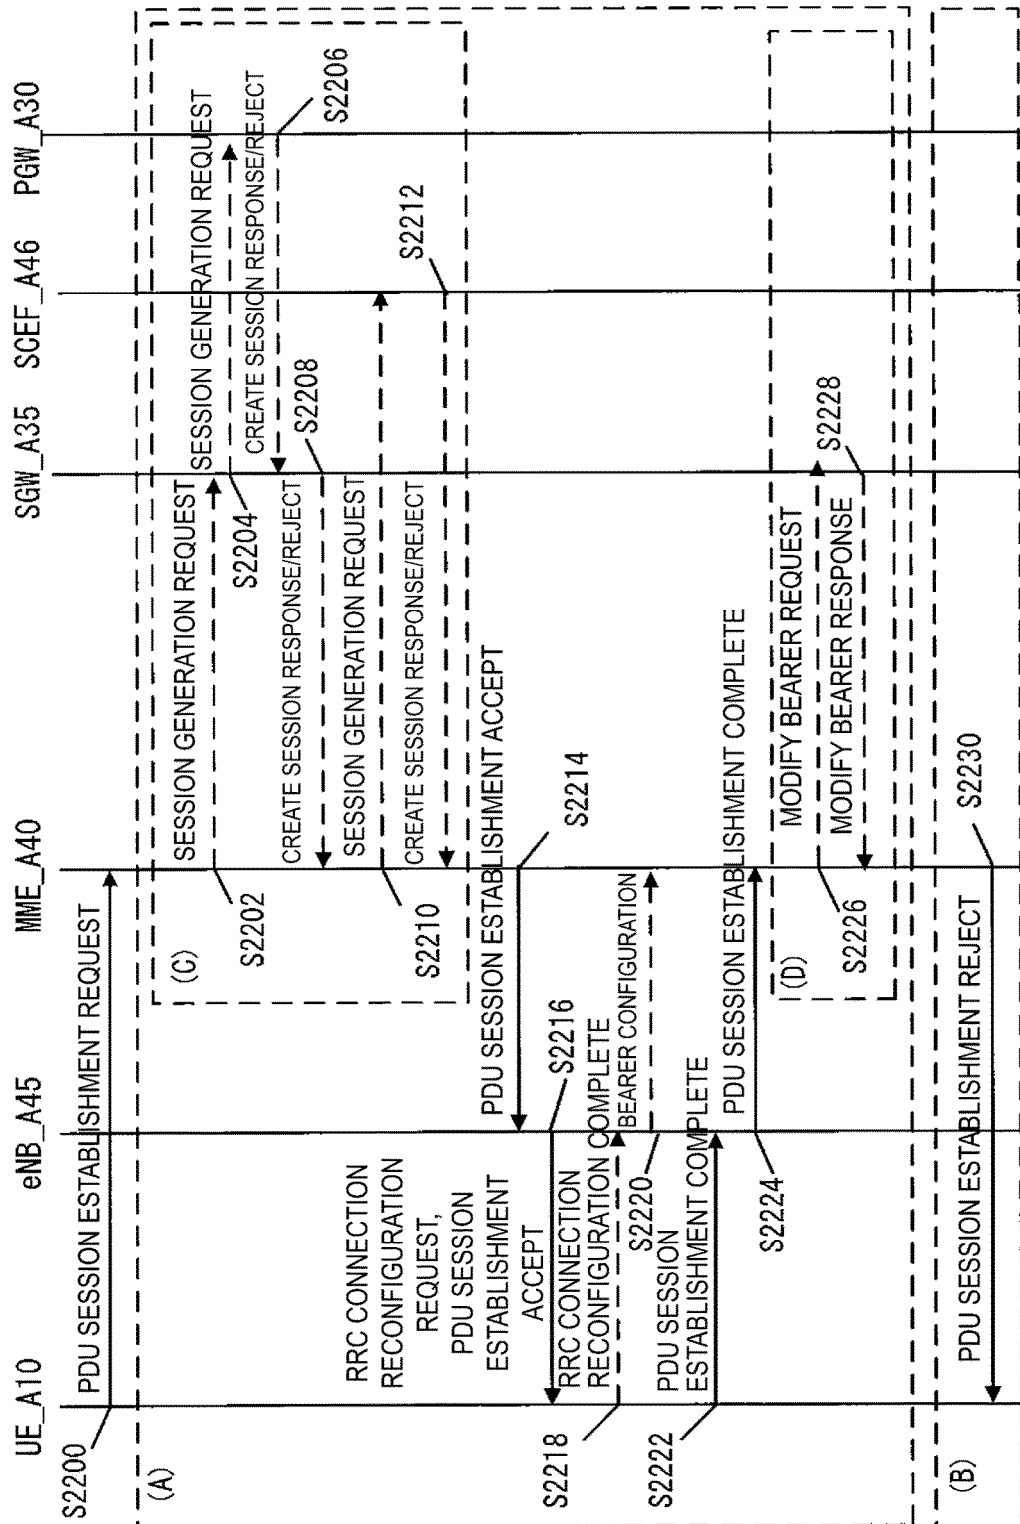 UE_A10
eNB_A45
MME_A40
SGW_A35
SCEF_A46
PGW_A30
S2200
PDU SESSION ESTABLISHMENT REQUEST
(A)
(C)
SESSION GENERATION REQUEST
S2202
SESSION GENERATION REQUEST
S2204
CREATE SESSION RESPONSE/REJECT
S2206
CREATE SESSION RESPONSE/REJECT
S2208
SESSION GENERATION REQUEST
S2210
CREATE SESSION RESPONSE/REJECT
S2212
PDU SESSION ESTABLISHMENT ACCEPT
S2214
RRC CONNECTION
RECONFIGURATION
REQUEST,
PDU SESSION
ESTABLISHMENT
ACCEPT
S2216
RRC CONNECTION
RECONFIGURATION COMPLETE
S2218
BEARER CONFIGURATION
S2220
PDU SESSION
ESTABLISHMENT COMPLETE
S2222
PDU SESSION ESTABLISHMENT COMPLETE
S2224
(D)
MODIFY BEARER REQUEST
S2226
MODIFY BEARER RESPONSE
S2228
(B)
PDU SESSION ESTABLISHMENT REJECT
S2230